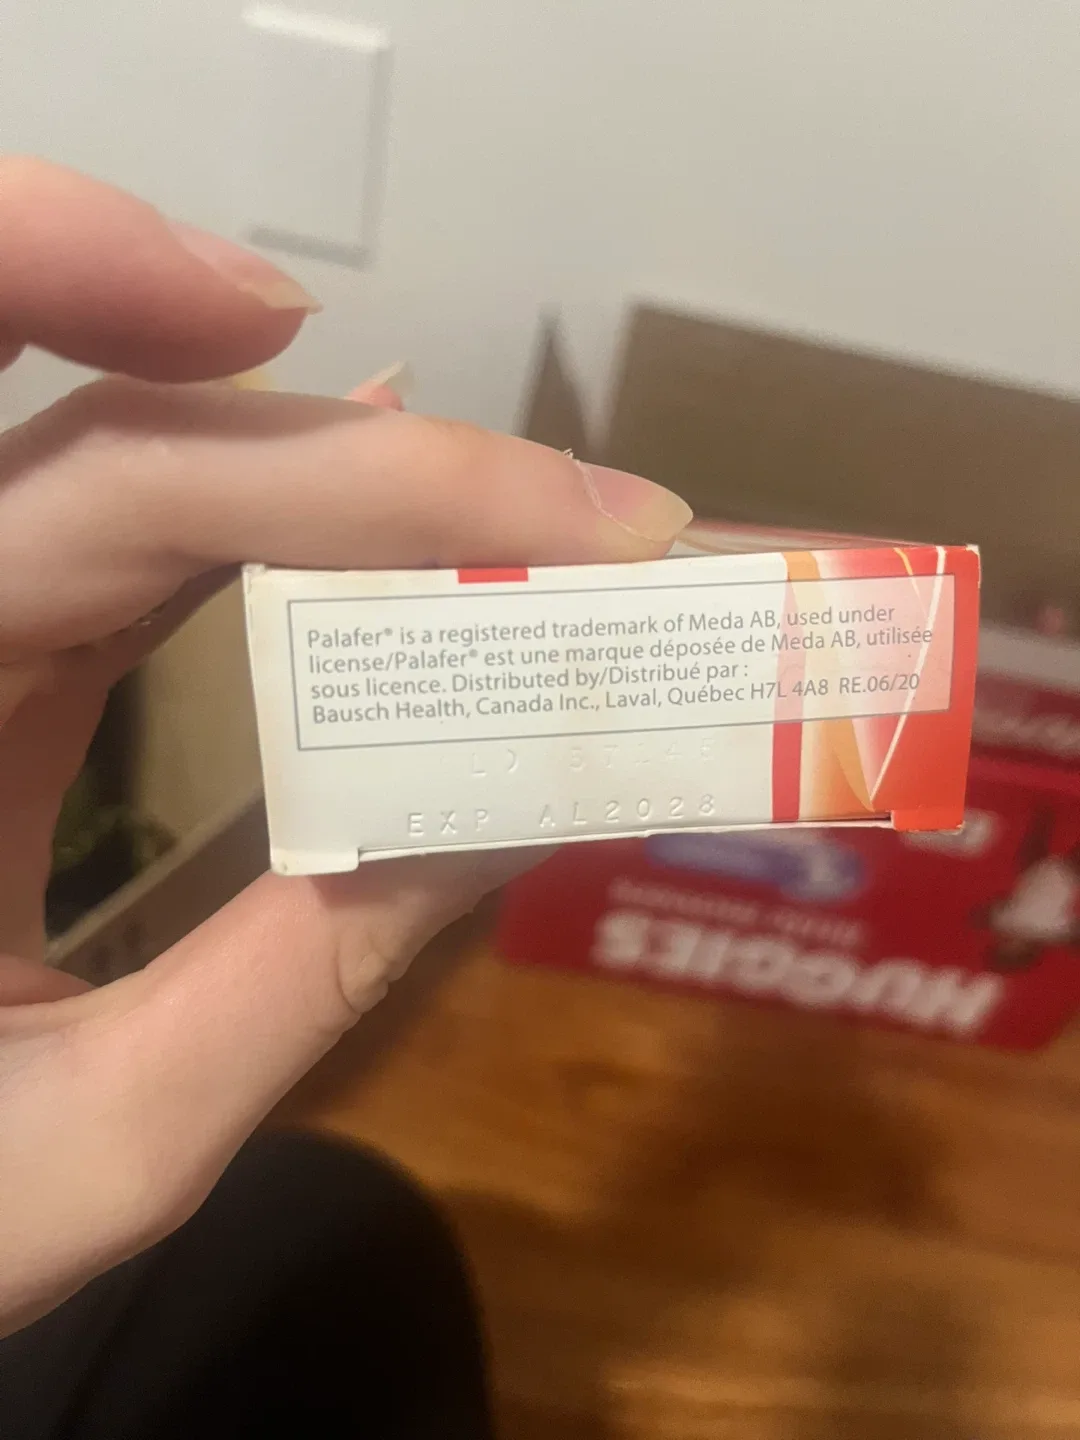 Palafer® is a registered trademark of Meda AB, used under
license/Palafer® est une marque déposée de Meda AB, utilisée
sous licence. Distributed by/Distribué par :
Bausch Health, Canada Inc., Laval, Québec H7L 4A8 RE.06/20
EXP AL2028
HUGGIES